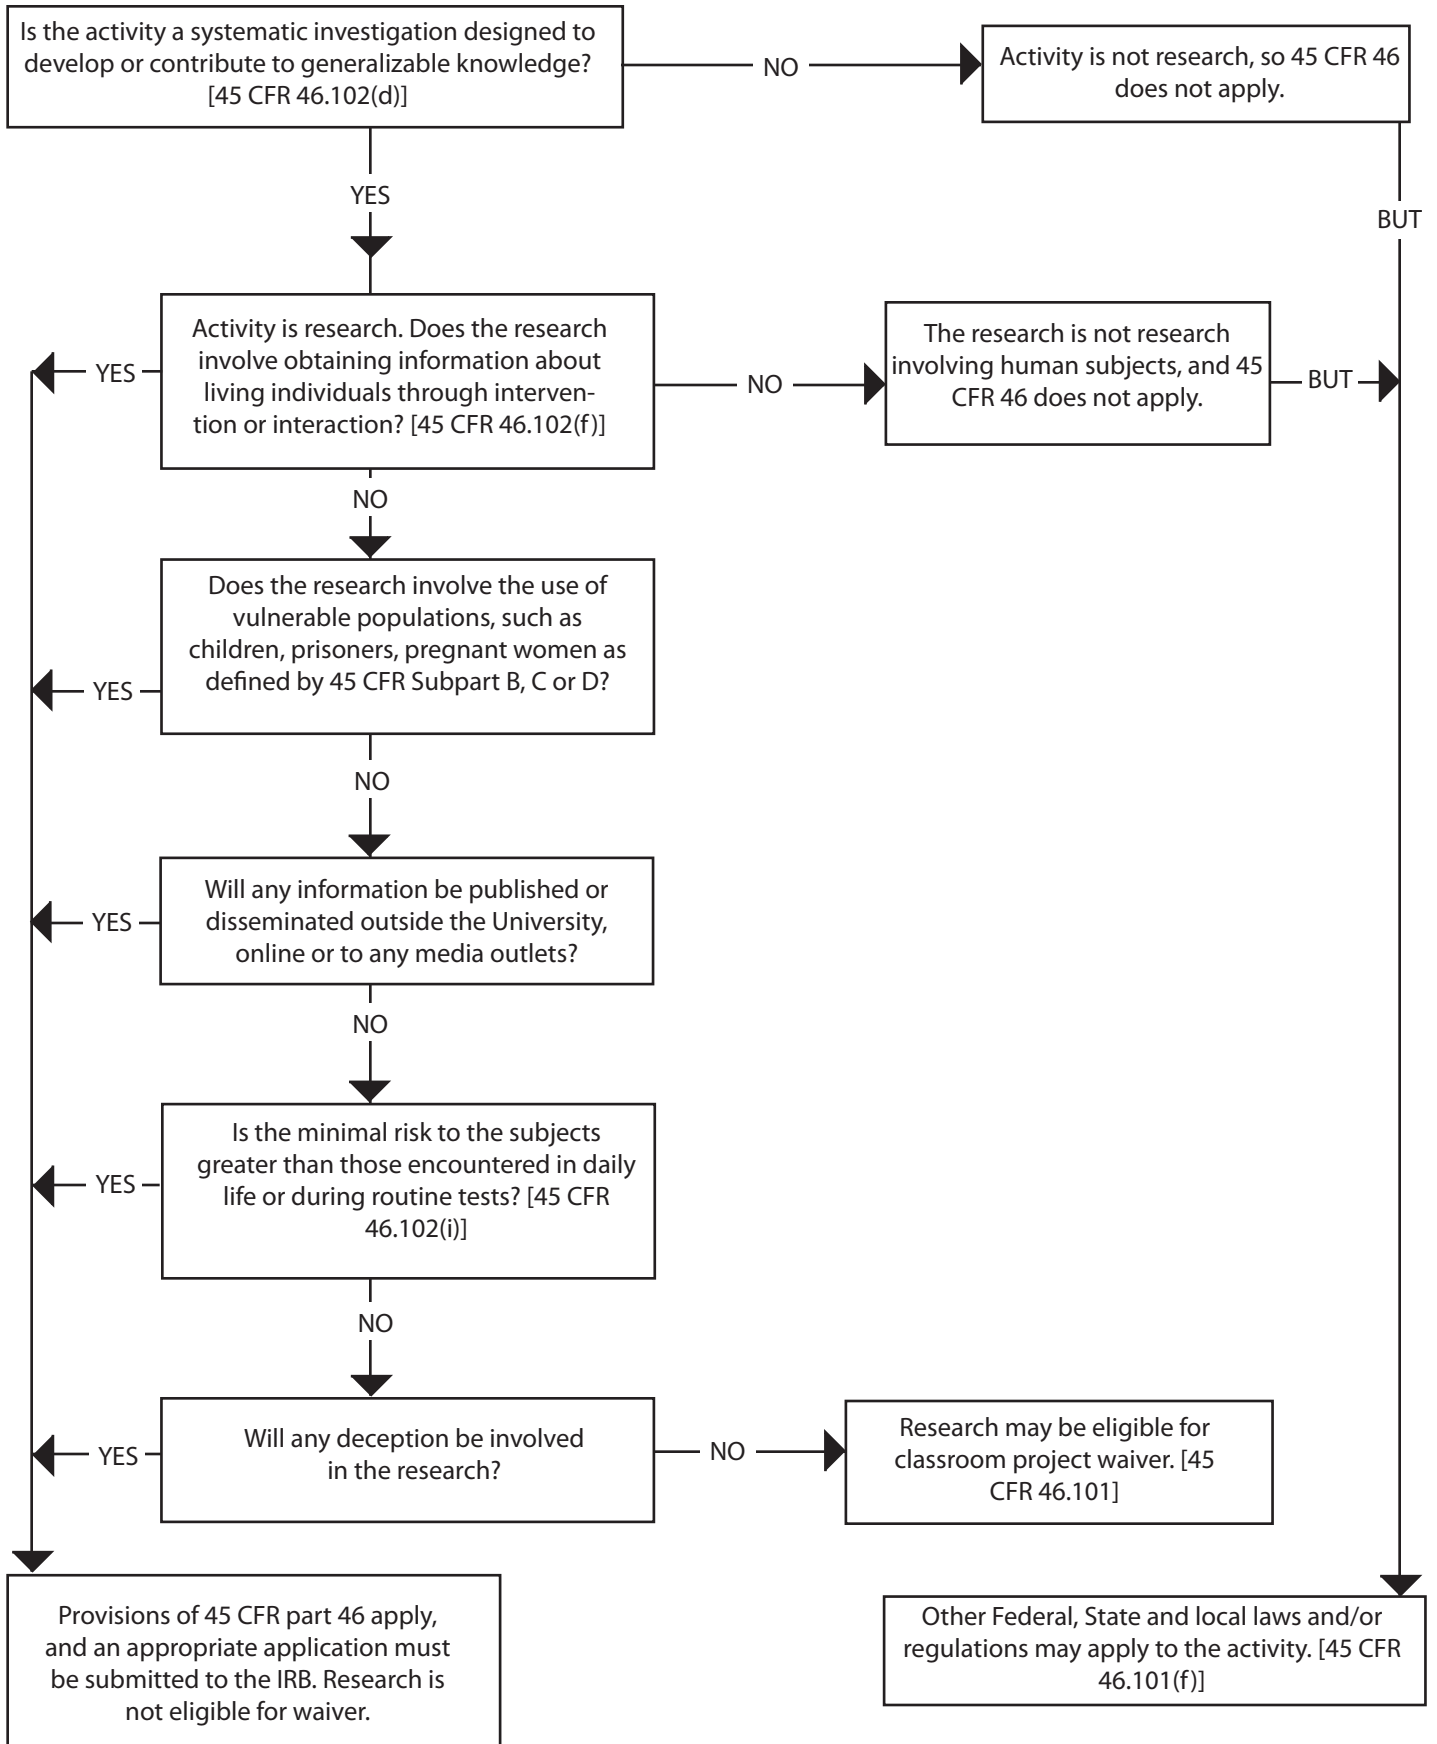 Is the activity a systematic investigation designed to
develop or contribute to generalizable knowledge?
[45 CFR 46.102(d)]
NO
Activity is not research, so 45 CFR 46
does not apply.
YES
BUT
Activity is research. Does the research
involve obtaining information about
living individuals through interven-
tion or interaction? [45 CFR 46.102(f)]
YES
NO
The research is not research
involving human subjects, and 45
CFR 46 does not apply.
BUT
NO
Does the research involve the use of
vulnerable populations, such as
children, prisoners, pregnant women as
defined by 45 CFR Subpart B, C or D?
YES
NO
Will any information be published or
disseminated outside the University,
online or to any media outlets?
YES
NO
Is the minimal risk to the subjects
greater than those encountered in daily
life or during routine tests? [45 CFR
46.102(i)]
YES
NO
Will any deception be involved
in the research?
YES
NO
Research may be eligible for
classroom project waiver. [45
CFR 46.101]
Provisions of 45 CFR part 46 apply,
and an appropriate application must
be submitted to the IRB. Research is
not eligible for waiver.
Other Federal, State and local laws and/or
regulations may apply to the activity. [45 CFR
46.101(f)]